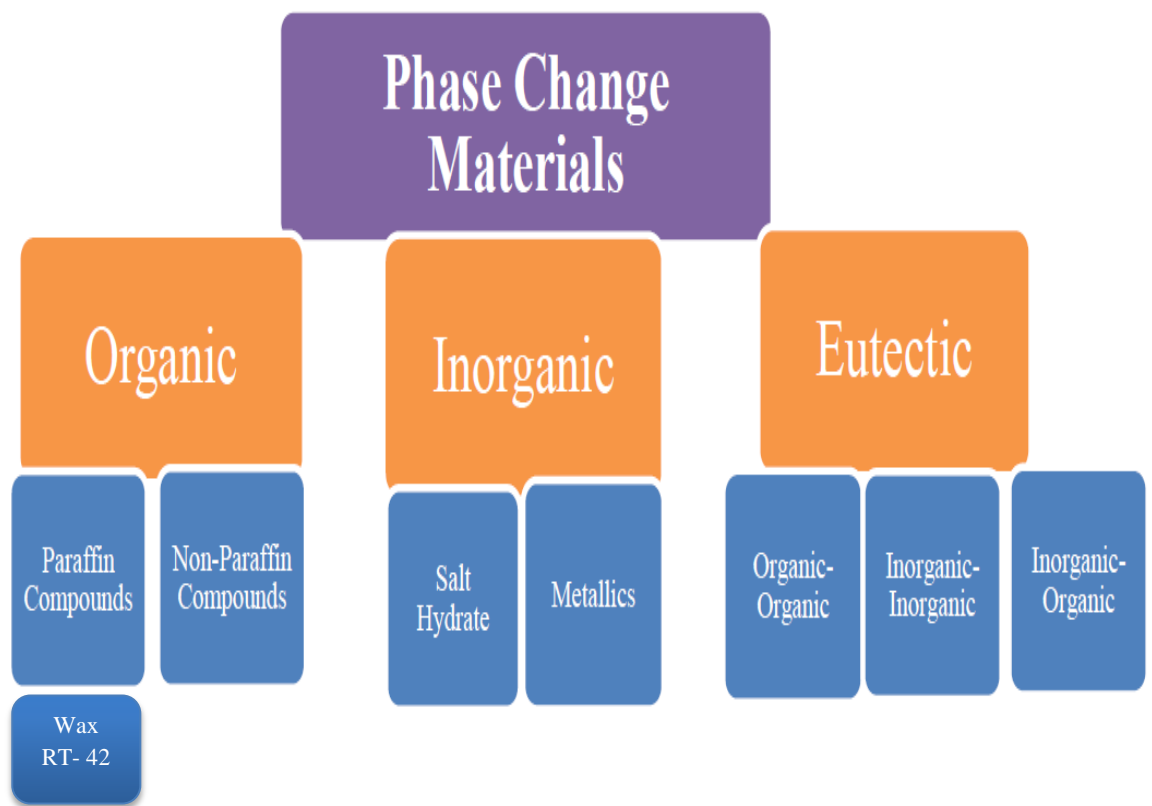 Phase Change
Materials
Organic
Inorganic
Eutectic
Paraffin
Compounds
Non-Paraffin
Compounds
Salt
Hydrate
Metallics
Organic-
Organic
Inorganic-
Inorganic
Inorganic-
Organic
Wax
RT- 42